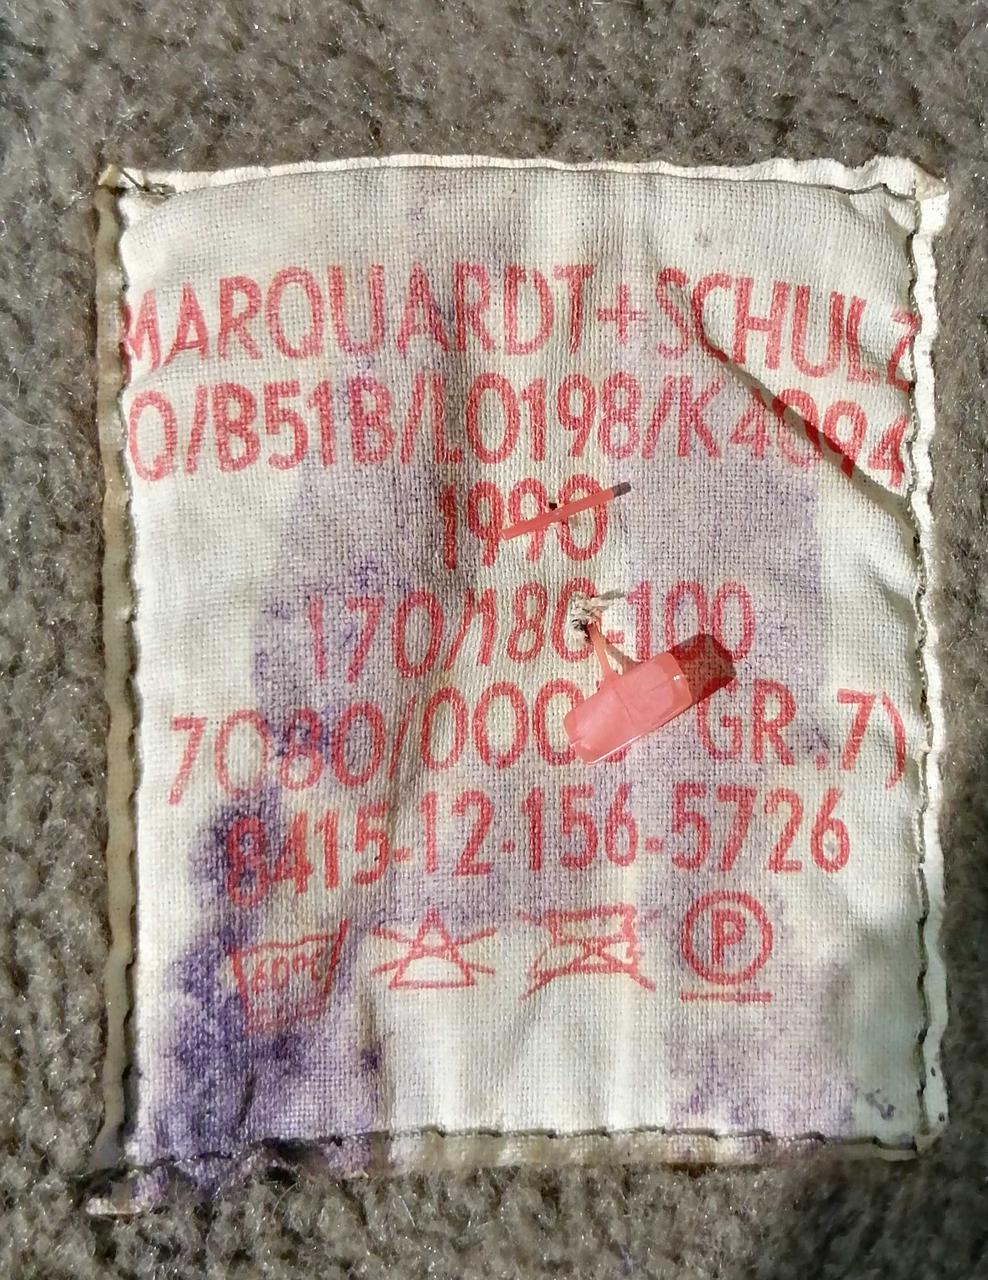 MARQUARDT+SCHULZ
Q/B51B/L0198/K4094
1990
170/180-100
7080/000 GR.7)
8415-12-156-5726
60°C
P